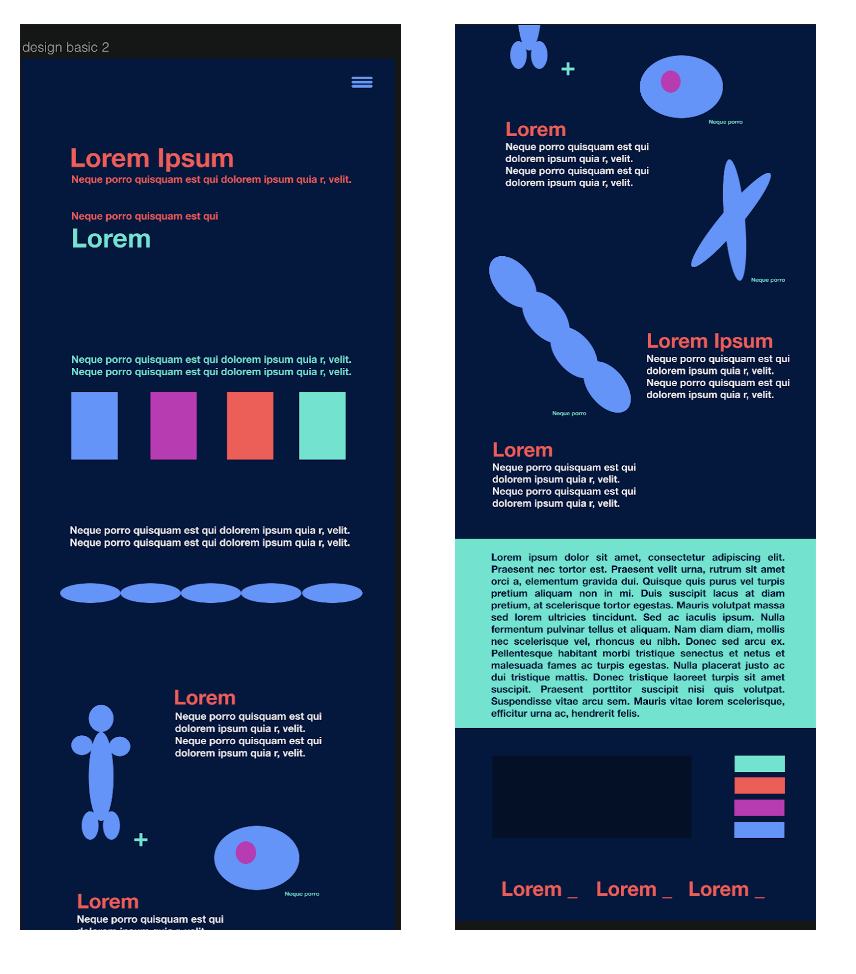 design basic 2
Lorem Ipsum
Neque porro quisquam est qui dolorem ipsum quia r, velit.
Neque porro quisquam est qui
Lorem
Neque porro quisquam est qui dolorem ipsum quia r, velit.
Neque porro quisquam est qui dolorem ipsum quia r, velit.
Neque porro quisquam est qui dolorem ipsum quia r, velit.
Neque porro quisquam est qui dolorem ipsum quia r, velit.
Lorem
Neque porro quisquam est qui
dolorem ipsum quia r, velit.
Neque porro quisquam est qui
dolorem ipsum quia r, velit.
+
Neque porro
Lorem
Neque porro quisquam est qui
dolorem ipsum quia r, velit.
+
Neque porro
Lorem
Neque porro quisquam est qui
dolorem ipsum quia r, velit.
Neque porro quisquam est qui
dolorem ipsum quia r, velit.
Neque porro
Lorem Ipsum
Neque porro quisquam est qui
dolorem ipsum quia r, velit.
Neque porro quisquam est qui
dolorem ipsum quia r, velit.
Neque porro
Lorem
Neque porro quisquam est qui
dolorem ipsum quia r, velit.
Neque porro quisquam est qui
dolorem ipsum quia r, velit.
Lorem ipsum dolor sit amet, consectetur adipiscing elit.
Praesent nec tortor est. Praesent velit urna, rutrum sit amet
orci a, elementum gravida dui. Quisque quis purus vel turpis
pretium aliquam non in mi. Duis suscipit lacus at diam
pretium, at scelerisque tortor egestas. Mauris volutpat massa
sed lorem ultricies tincidunt. Sed ac iaculis ipsum. Nulla
fermentum pulvinar tellus et aliquam. Nam diam diam, mollis
nec scelerisque vel, rhoncus eu nibh. Donec sed arcu ex.
Pellentesque habitant morbi tristique senectus et netus et
malesuada fames ac turpis egestas. Nulla placerat justo ac
dui tristique mattis. Donec tristique laoreet turpis sit amet
suscipit. Praesent porttitor suscipit nisi quis volutpat.
Suspendisse vitae arcu sem. Mauris vitae lorem scelerisque,
efficitur urna ac, hendrerit felis.
Lorem _ Lorem _ Lorem _